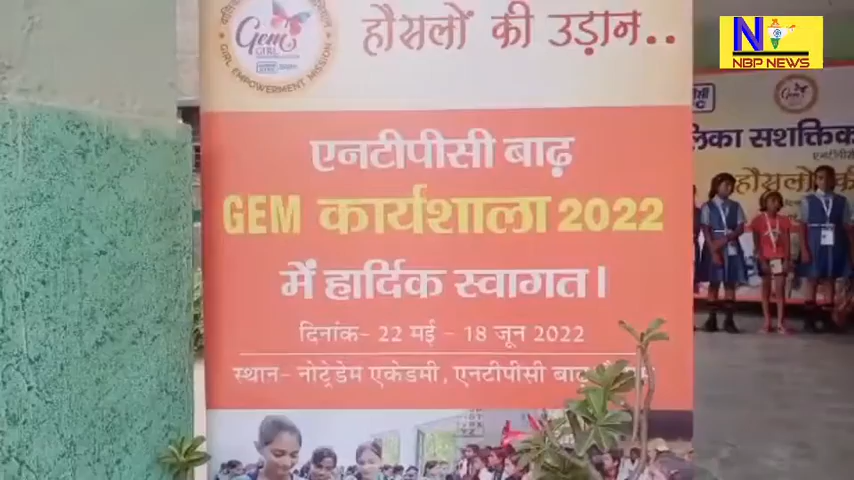 हौसलों की उड़ान...
Gem
GIRL
GIRL EMPOWERMENT MISSION
एनटीपीसी बाढ़
GEM कार्यशाला 2022
में हार्दिक स्वागत।
दिनांक- 22 मई - 18 जून 2022
स्थान- नोट्रेडेम एकेडमी, एनटीपीसी बाढ़
N
NBP NEWS
लिका सशक्तिक
हौसलों की